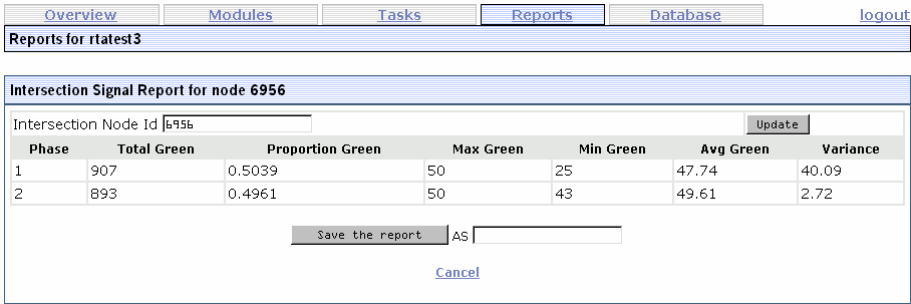 Overview Modules Tasks Reports Database logout
Reports for rtatest3
Intersection Signal Report for node 6956
Intersection Node Id 6956 Update
Phase Total Green Proportion Green Max Green Min Green Avg Green Variance
1 907 0.5039 50 25 47.74 40.09
2 893 0.4961 50 43 49.61 2.72
Save the report AS
Cancel